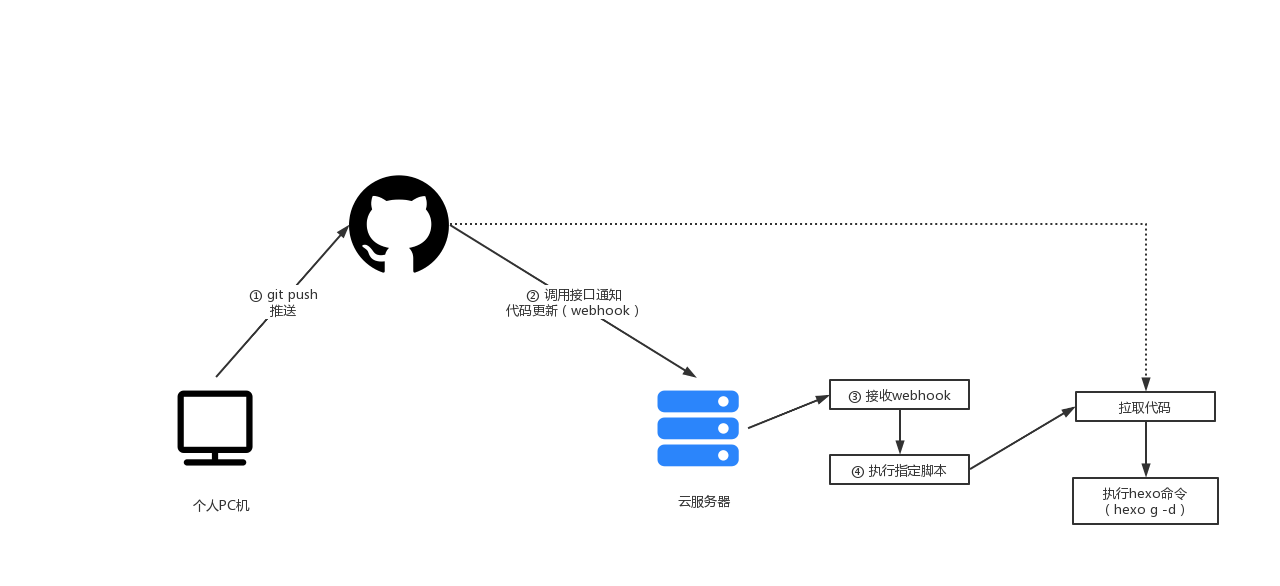 ① git push
推送
② 调用接口通知
代码更新（webhook）
个人PC机
云服务器
③ 接收webhook
④ 执行指定脚本
拉取代码
执行hexo命令
（hexo g -d）